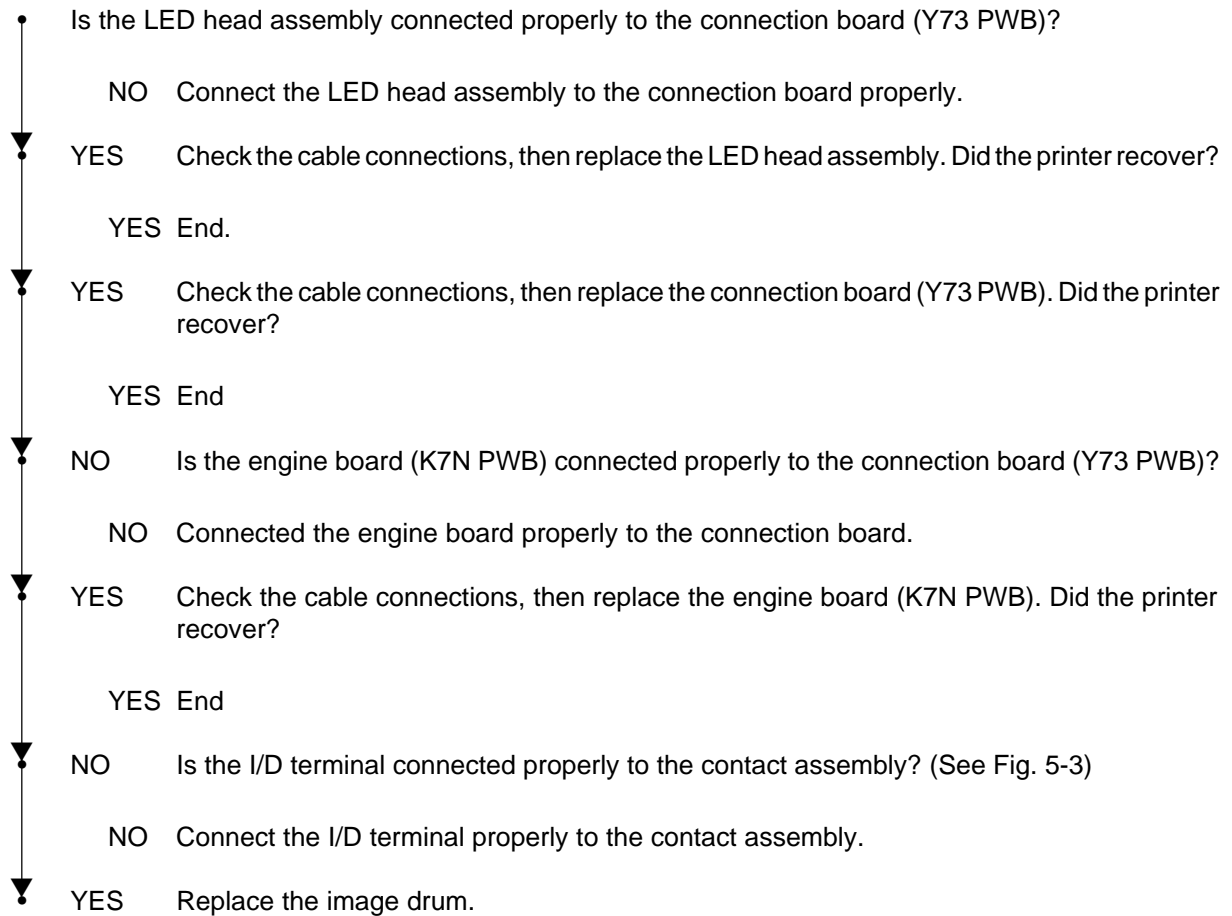 Is the LED head assembly connected properly to the connection board (Y73 PWB)?
NO Connect the LED head assembly to the connection board properly.
YES Check the cable connections, then replace the LED head assembly. Did the printer recover?
YES End.
YES Check the cable connections, then replace the connection board (Y73 PWB). Did the printer
recover?
YES End
NO Is the engine board (K7N PWB) connected properly to the connection board (Y73 PWB)?
NO Connected the engine board properly to the connection board.
YES Check the cable connections, then replace the engine board (K7N PWB). Did the printer
recover?
YES End
NO Is the I/D terminal connected properly to the contact assembly? (See Fig. 5-3)
NO Connect the I/D terminal properly to the contact assembly.
YES Replace the image drum.